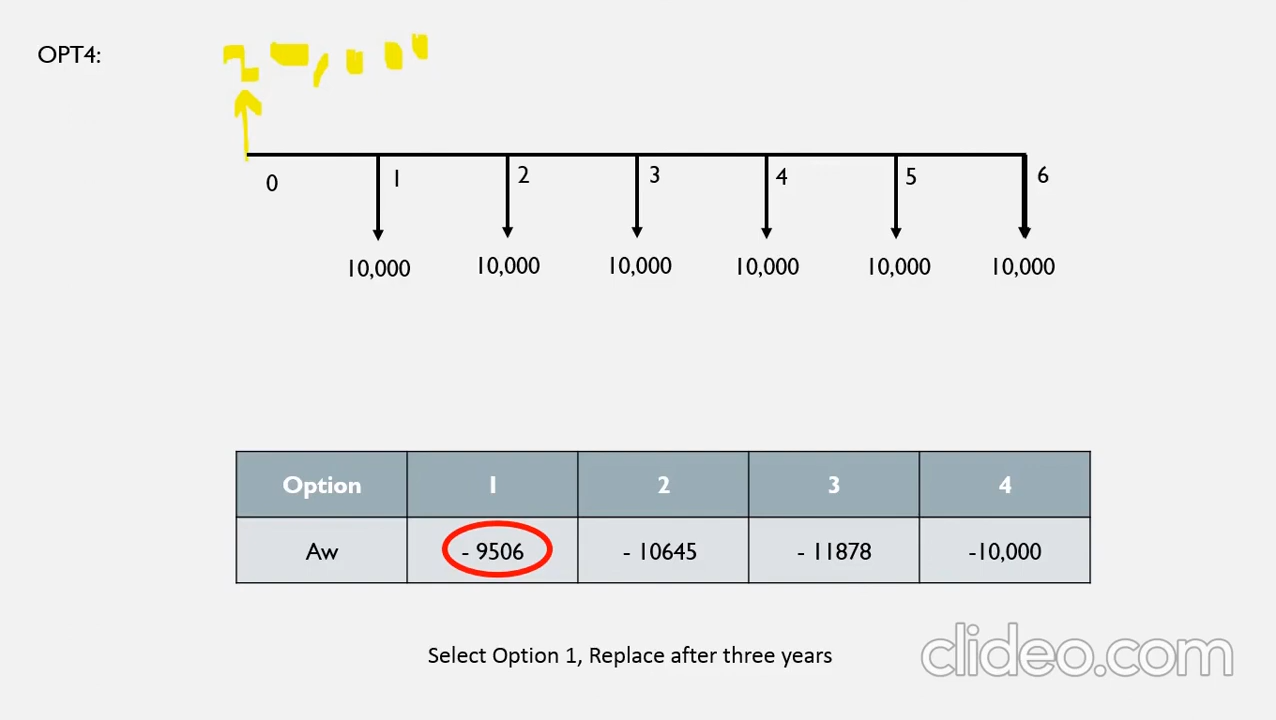 OPT4:
0 1 2 3 4 5 6
10,000 10,000 10,000 10,000 10,000 10,000
Option 1 2 3 4
Aw - 9506 - 10645 - 11878 -10,000
Select Option 1, Replace after three years
clideo.com